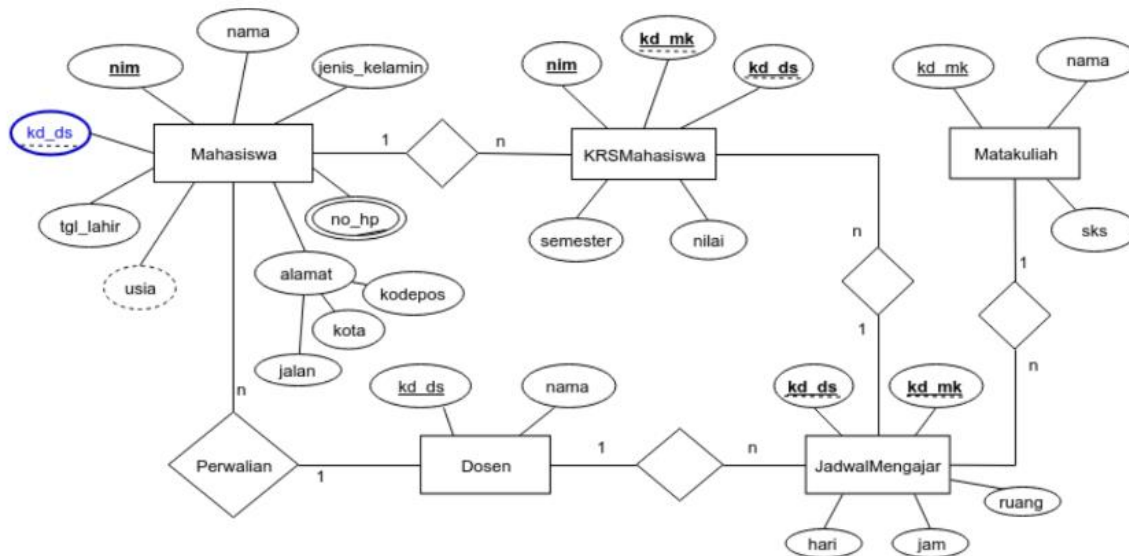 nama
nim
jenis_kelamin
kd_ds
Mahasiswa
tgl_lahir
usia
no_hp
alamat
kodepos
kota
jalan
1
n
kd_mk
nim
kd_ds
KRSMahasiswa
semester
nilai
kd_mk
nama
Matakuliah
sks
n
1
1
n
n
Perwalian
1
kd_ds
nama
Dosen
1
n
kd_ds
kd_mk
JadwalMengajar
ruang
hari
jam